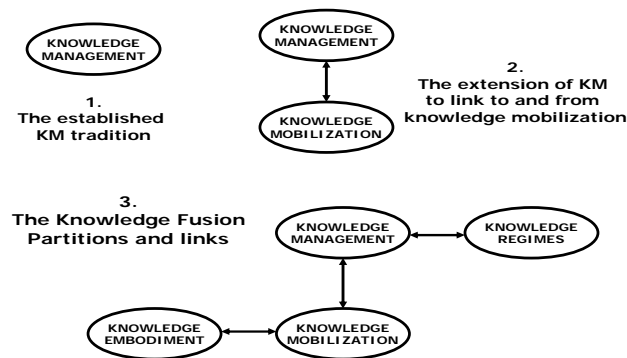 KNOWLEDGE
MANAGEMENT
1.
The established
KM tradition
KNOWLEDGE
MANAGEMENT
KNOWLEDGE
MOBILIZATION
2.
The extension of KM
to link to and from
knowledge mobilization
3.
The Knowledge Fusion
Partitions and links
KNOWLEDGE
MANAGEMENT
KNOWLEDGE
REGIMES
KNOWLEDGE
EMBODIMENT
KNOWLEDGE
MOBILIZATION